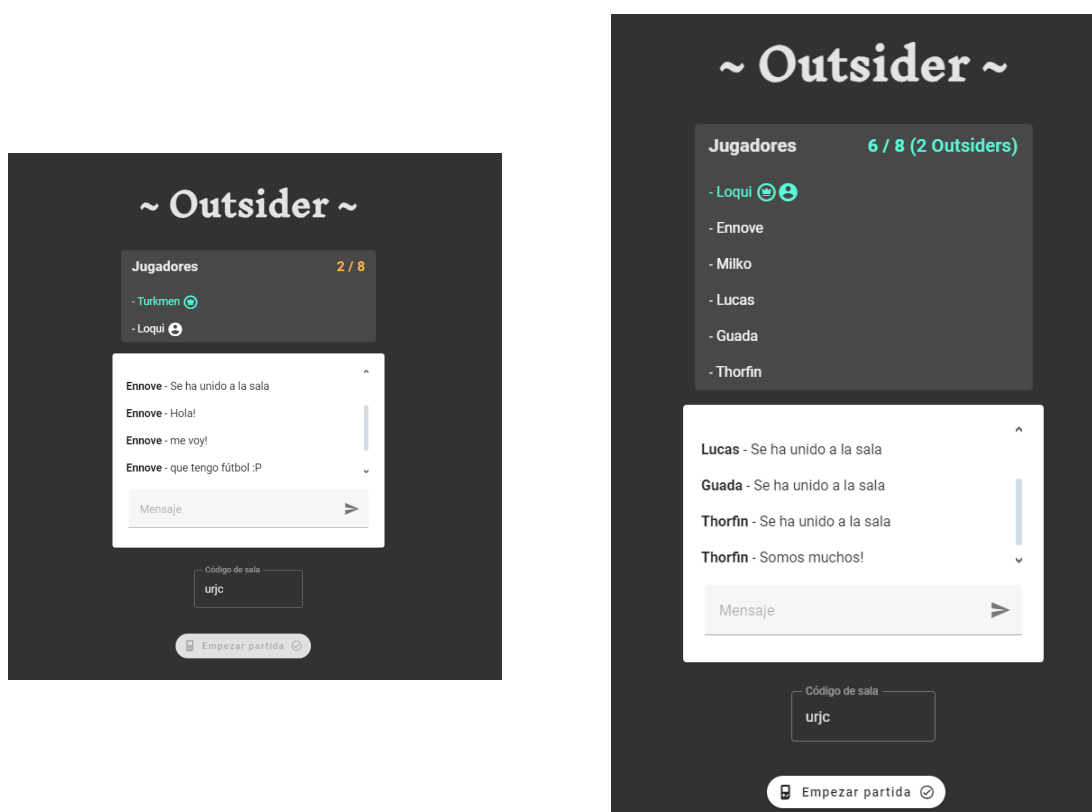 ~ Outsider ~
Jugadores 2 / 8
- Turkmen
- Loqui
Ennove - Se ha unido a la sala
Ennove - Hola!
Ennove - me voy!
Ennove - que tengo fútbol :P
Mensaje
Código de sala
urjc
Empezar partida
~ Outsider ~
Jugadores 6 / 8 (2 Outsiders)
- Loqui
- Ennove
- Milko
- Lucas
- Guada
- Thorfin
Lucas - Se ha unido a la sala
Guada - Se ha unido a la sala
Thorfin - Se ha unido a la sala
Thorfin - Somos muchos!
Mensaje
Código de sala
urjc
Empezar partida